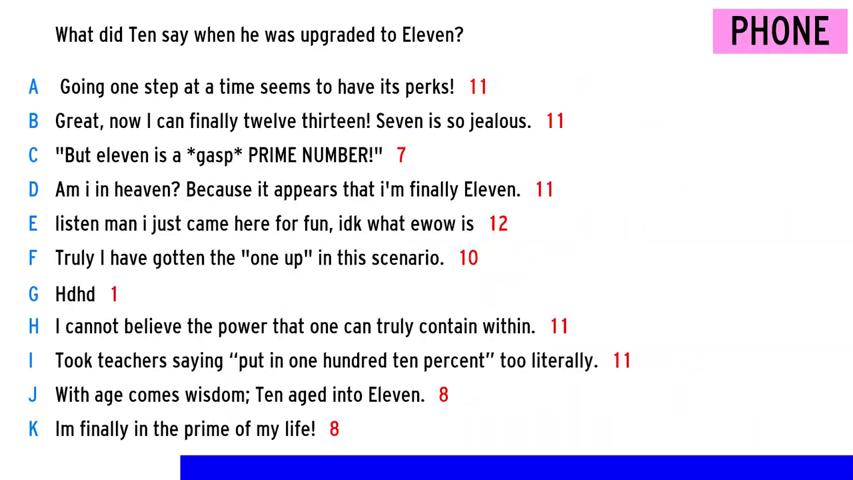 What did Ten say when he was upgraded to Eleven?
PHONE
A Going one step at a time seems to have its perks! 11
B Great, now I can finally twelve thirteen! Seven is so jealous. 11
C "But eleven is a *gasp* PRIME NUMBER!" 7
D Am i in heaven? Because it appears that i'm finally Eleven. 11
E listen man i just came here for fun, idk what ewow is 12
F Truly I have gotten the "one up" in this scenario. 10
G Hdhd 1
H I cannot believe the power that one can truly contain within. 11
I Took teachers saying “put in one hundred ten percent” too literally. 11
J With age comes wisdom; Ten aged into Eleven. 8
K Im finally in the prime of my life! 8